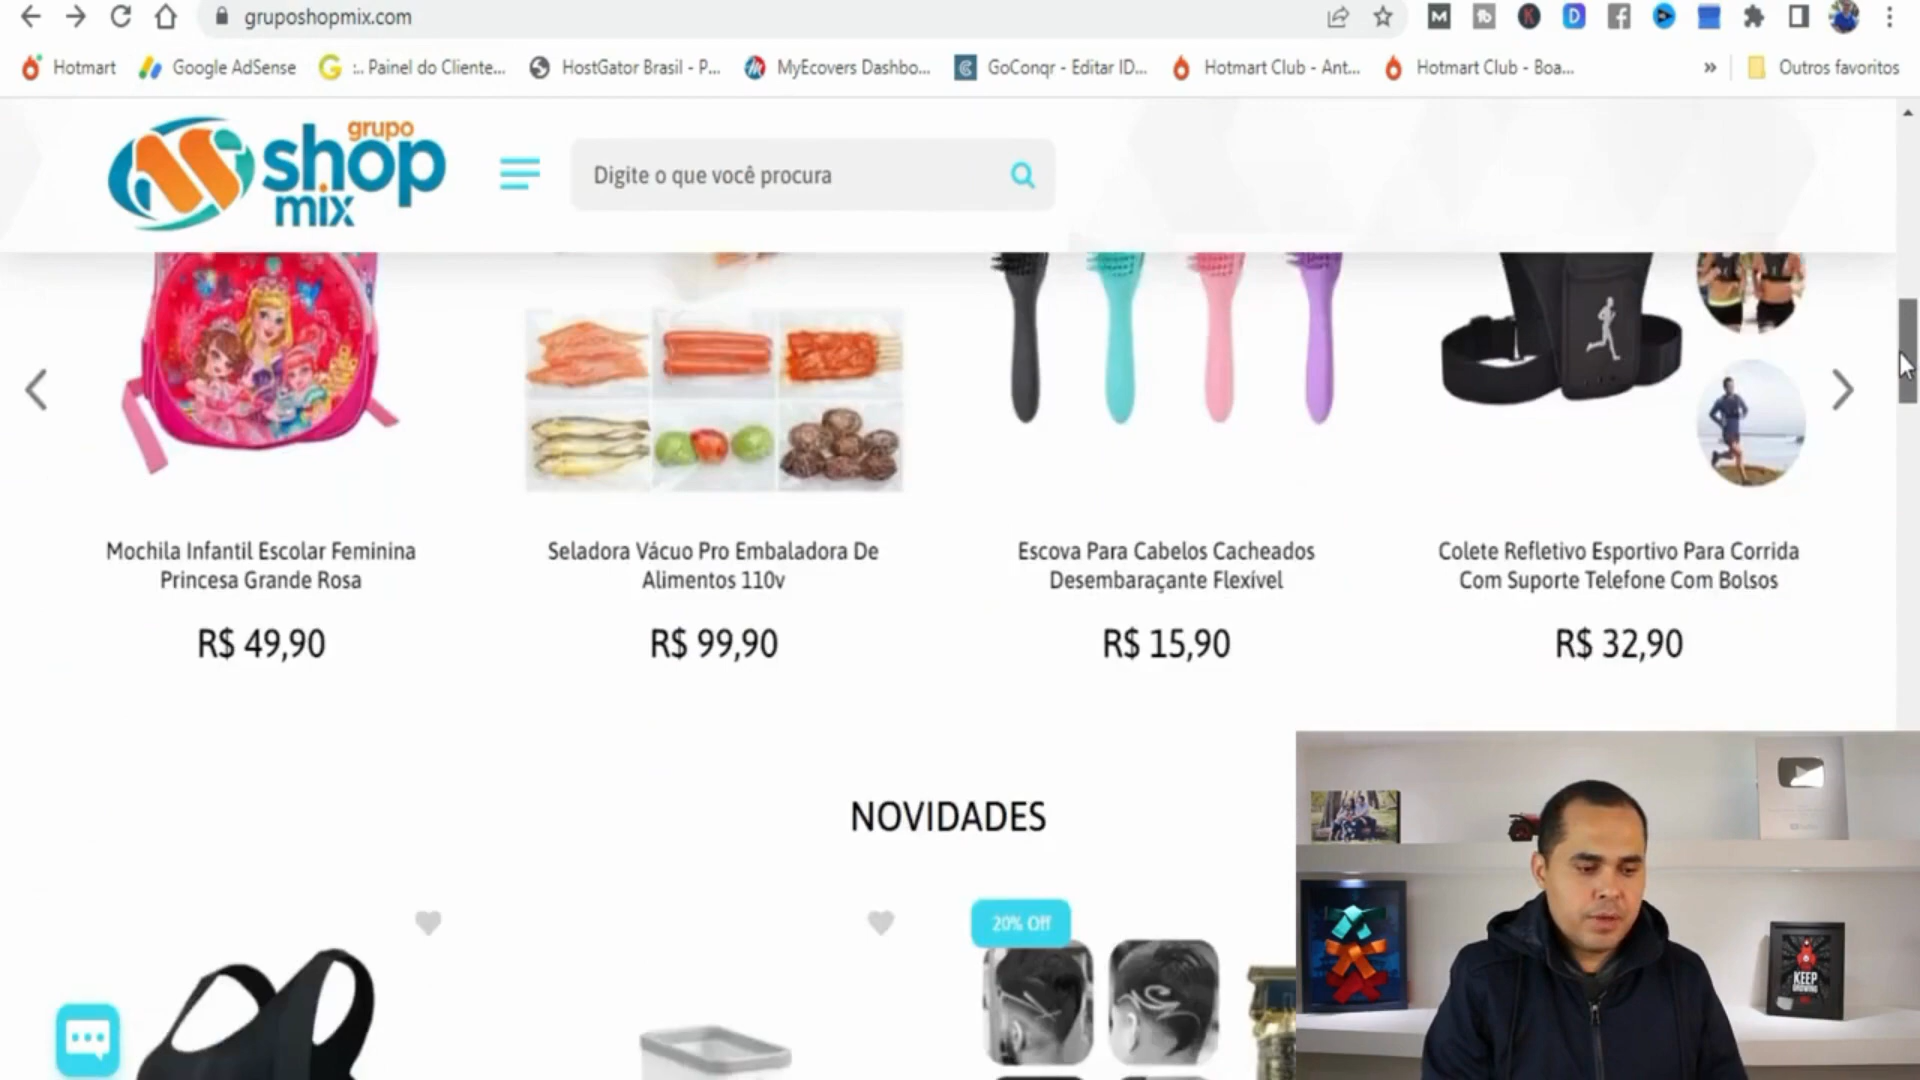 gruposhopmix.com
Hotmart
Google AdSense
:.. Painel do Cliente...
HostGator Brasil - P...
MyEcovers Dashbo...
GoConqr - Editar ID...
Hotmart Club - Ant...
Hotmart Club - Boa...
»
Outros favoritos
grupo
shop
mix
Digite o que você procura
Mochila Infantil Escolar Feminina
Princesa Grande Rosa
R$ 49,90
Seladora Vácuo Pro Embaladora De
Alimentos 110v
R$ 99,90
Escova Para Cabelos Cacheados
Desembaraçante Flexível
R$ 15,90
Colete Refletivo Esportivo Para Corrida
Com Suporte Telefone Com Bolsos
R$ 32,90
NOVIDADES
20% Off
KEEP
GROWING